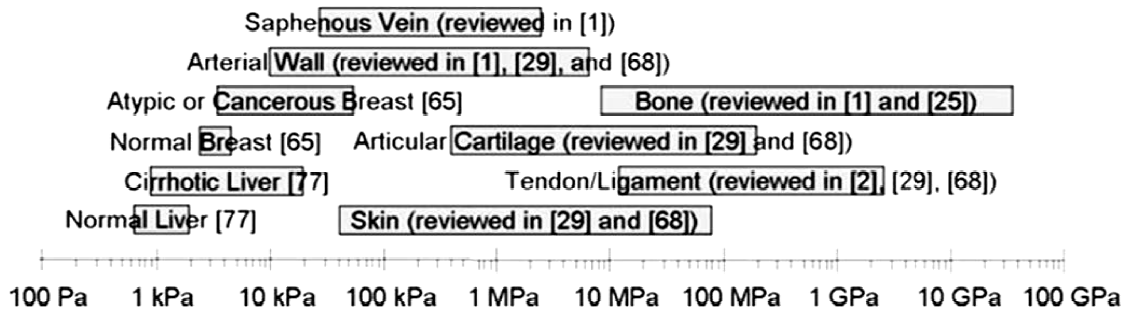 Saphenous Vein (reviewed in [1])
Arterial Wall (reviewed in [1], [29], and [68])
Atypic or Cancerous Breast [65] Bone (reviewed in [1] and [25])
Normal Breast [65] Articular Cartilage (reviewed in [29] and [68])
Cirrhotic Liver [77] Tendon/Ligament (reviewed in [2], [29], [68])
Normal Liver [77] Skin (reviewed in [29] and [68])
100 Pa 1 kPa 10 kPa 100 kPa 1 MPa 10 MPa 100 MPa 1 GPa 10 GPa 100 GPa